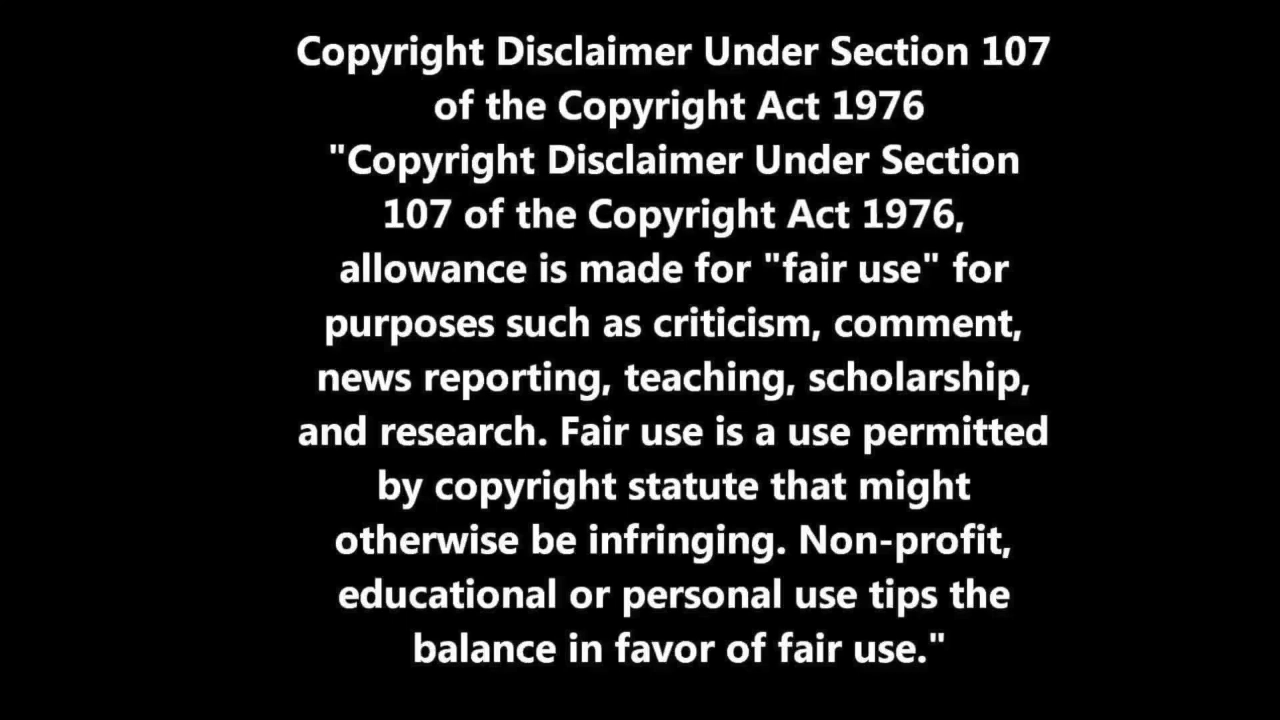 Copyright Disclaimer Under Section 107
of the Copyright Act 1976
"Copyright Disclaimer Under Section
107 of the Copyright Act 1976,
allowance is made for "fair use" for
purposes such as criticism, comment,
news reporting, teaching, scholarship,
and research. Fair use is a use permitted
by copyright statute that might
otherwise be infringing. Non-profit,
educational or personal use tips the
balance in favor of fair use."